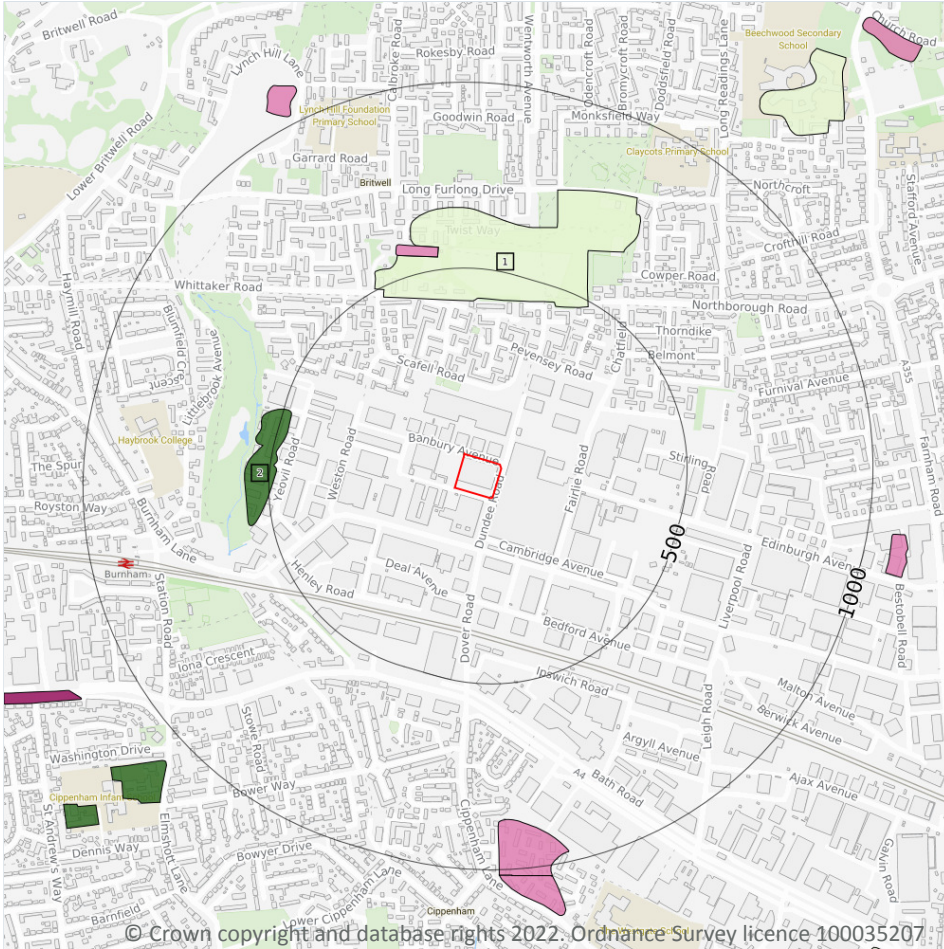 Britwell Road
Church Road
Beechwood Secondary
School
Rokesby Road
Wentworth Avenue
Odencroft Road
Bromycroft Road
Doddsfield Road
Long Readings Lane
Lynch Hill Lane
Lynch Hill Foundation
Primary School
Goodwin Road
Monksfield Way
Lower Britwell Road
Garrard Road
Claycots Primary School
Britwell
Long Furlong Drive
Northcroft
Stafford Avenue
Twist Way
Crofthill Road
1
Cowper Road
Whittaker Road
Haymill Road
Northborough Road
Blumfield Crescent
Littlebrook Avenue
Thorndike
Pevensey Road
Chatfield
Belmont
Scafell Road
A355
Furnival Avenue
Farnham Road
Haybrook College
Banbury Avenue
Weston Road
Yeovil Road
The Spur
2
Stirling
Road
Fairlie Road
Royston Way
Dundee Road
Burnham Lane
500
Edinburgh Avenue
Cambridge Avenue
Burnham
Henley Road
Deal Avenue
Liverpool Road
1000
Bestobell Road
Station Road
Dover Road
Bedford Avenue
Iona Crescent
Ipswich Road
Malton Avenue
Leigh Road
Berwick Avenue
Stowe Road
Argyll Avenue
Washington Drive
A4
Bath Road
Ajax Avenue
Bower Way
Cippenham Lane
St. Andrews Way
Elmshott Lane
Dennis Way
Bowyer Drive
Galvin Road
Lower Cippenham Lane
Barnfield
Cippenham
© Crown copyright and database rights 2022. Ordnance Survey licence 100035207